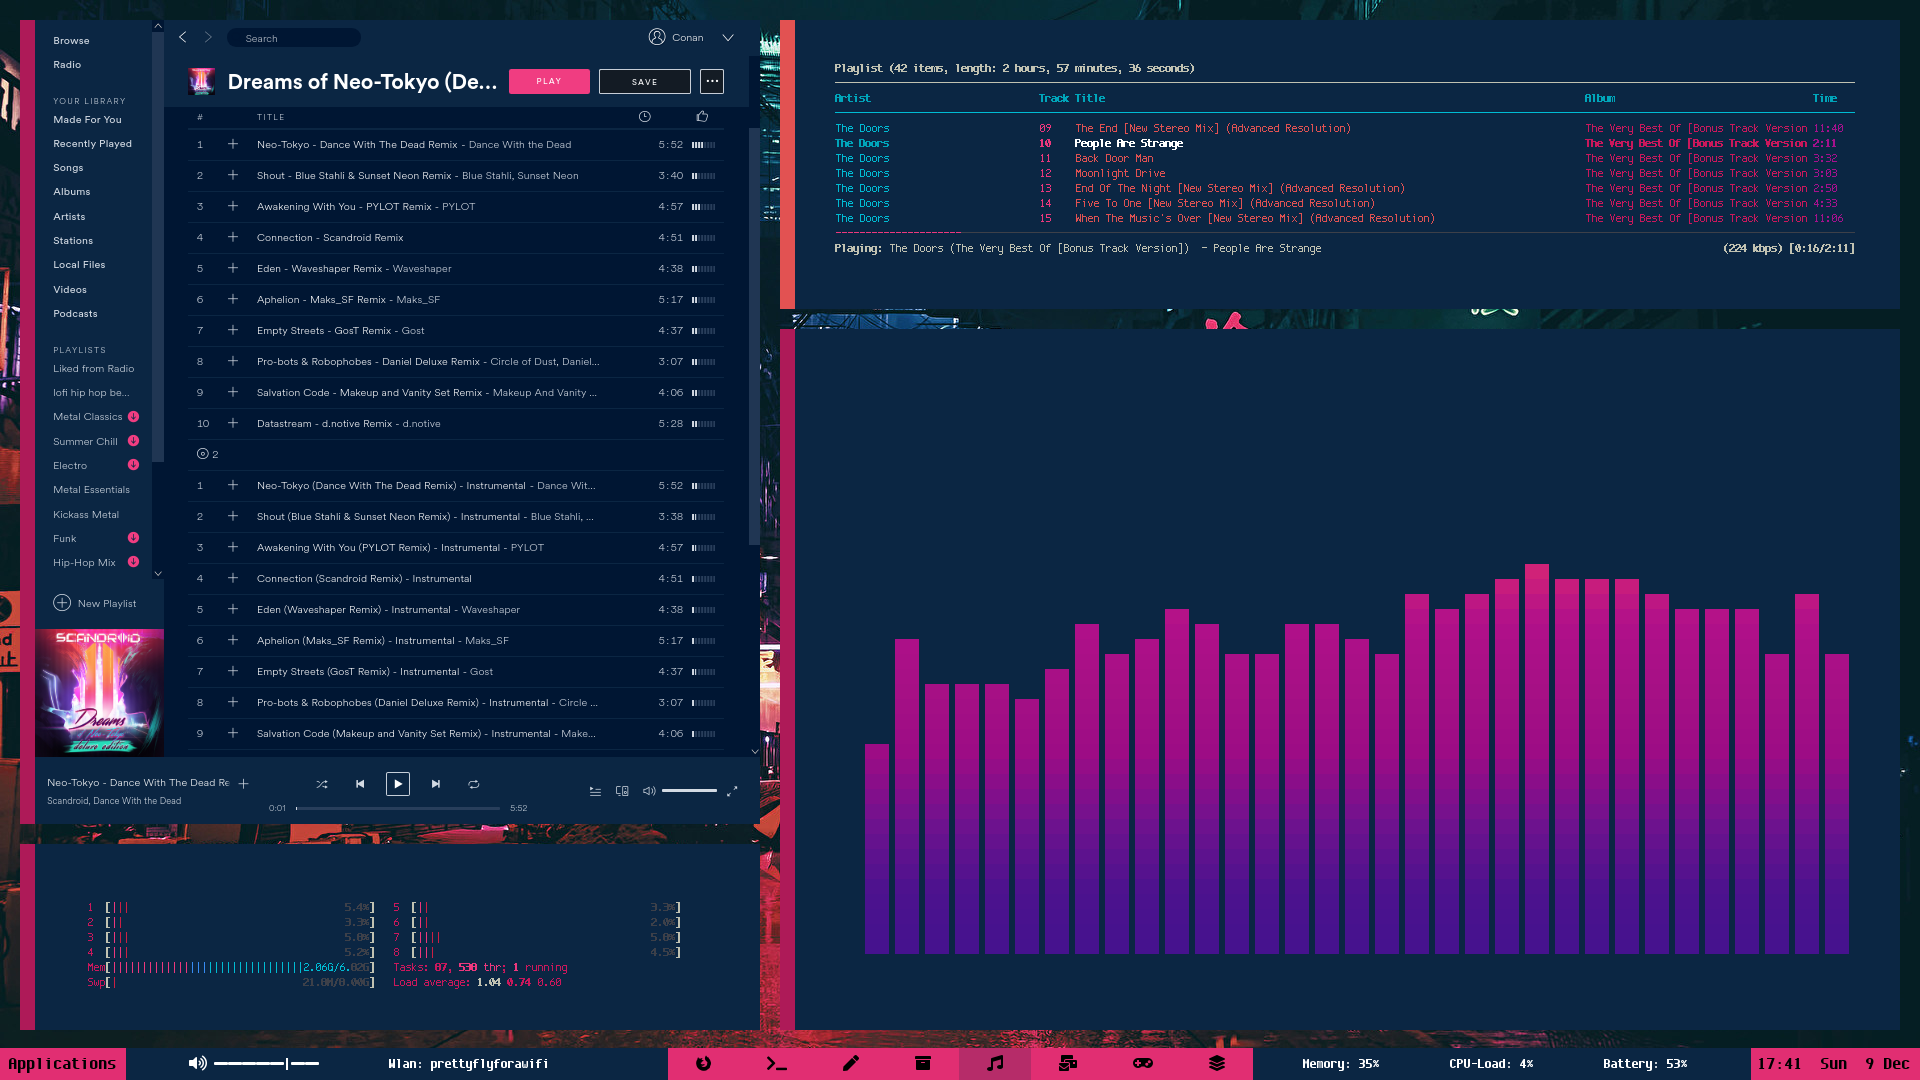 Browse
Radio
YOUR LIBRARY
Made For You
Recently Played
Songs
Albums
Artists
Stations
Local Files
Videos
Podcasts
PLAYLISTS
Liked from Radio
lofi hip hop be...
Metal Classics
Summer Chill
Electro
Metal Essentials
Kickass Metal
Funk
Hip-Hop Mix
New Playlist
SCANDROID
Dreams
of Neo-Tokyo
deluxe edition
Search
Conan
Dreams of Neo-Tokyo (De...
PLAY
SAVE
# TITLE
1 Neo-Tokyo - Dance With The Dead Remix - Dance With the Dead 5:52
2 Shout - Blue Stahli & Sunset Neon Remix - Blue Stahli, Sunset Neon 3:40
3 Awakening With You - PYLOT Remix - PYLOT 4:57
4 Connection - Scandroid Remix 4:51
5 Eden - Waveshaper Remix - Waveshaper 4:38
6 Aphelion - Maks_SF Remix - Maks_SF 5:17
7 Empty Streets - GosT Remix - Gost 4:37
8 Pro-bots & Robophobes - Daniel Deluxe Remix - Circle of Dust, Daniel... 3:07
9 Salvation Code - Makeup and Vanity Set Remix - Makeup And Vanity ... 4:06
10 Datastream - d.notive Remix - d.notive 5:28
2
1 Neo-Tokyo (Dance With The Dead Remix) - Instrumental - Dance Wit... 5:52
2 Shout (Blue Stahli & Sunset Neon Remix) - Instrumental - Blue Stahli, ... 3:38
3 Awakening With You (PYLOT Remix) - Instrumental - PYLOT 4:57
4 Connection (Scandroid Remix) - Instrumental 4:51
5 Eden (Waveshaper Remix) - Instrumental - Waveshaper 4:38
6 Aphelion (Maks_SF Remix) - Instrumental - Maks_SF 5:17
7 Empty Streets (GosT Remix) - Instrumental - Gost 4:37
8 Pro-bots & Robophobes (Daniel Deluxe Remix) - Instrumental - Circle ... 3:07
9 Salvation Code (Makeup and Vanity Set Remix) - Instrumental - Make... 4:06
Neo-Tokyo - Dance With The Dead Re
Scandroid, Dance With the Dead
0:01 5:52
Playlist (42 items, length: 2 hours, 57 minutes, 36 seconds)
Artist Track Title Album Time
The Doors 09 The End [New Stereo Mix] (Advanced Resolution) The Very Best Of [Bonus Track Version 11:40
The Doors 10 People Are Strange The Very Best Of [Bonus Track Version 2:11
The Doors 11 Back Door Man The Very Best Of [Bonus Track Version 3:32
The Doors 12 Moonlight Drive The Very Best Of [Bonus Track Version 3:03
The Doors 13 End Of The Night [New Stereo Mix] (Advanced Resolution) The Very Best Of [Bonus Track Version 2:50
The Doors 14 Five To One [New Stereo Mix] (Advanced Resolution) The Very Best Of [Bonus Track Version 4:33
The Doors 15 When The Music's Over [New Stereo Mix] (Advanced Resolution) The Very Best Of [Bonus Track Version 11:06
Playing: The Doors (The Very Best Of [Bonus Track Version]) - People Are Strange (224 kbps) [0:16/2:11]
1 [||| 5.4%] 5 [|| 3.3%]
2 [|| 3.3%] 6 [|| 2.0%]
3 [||| 5.8%] 7 [|||| 5.8%]
4 [||| 5.2%] 8 [||| 4.5%]
Mem[||||||||||||||||||||||||||||||||2.06G/6.02G] Tasks: 87, 530 thr; 1 running
Swp[| 21.8M/8.00G] Load average: 1.04 0.74 0.60
Applications
Wlan: prettyflyforawifi
Memory: 35%
CPU-Load: 4%
Battery: 53%
17:41 Sun 9 Dec